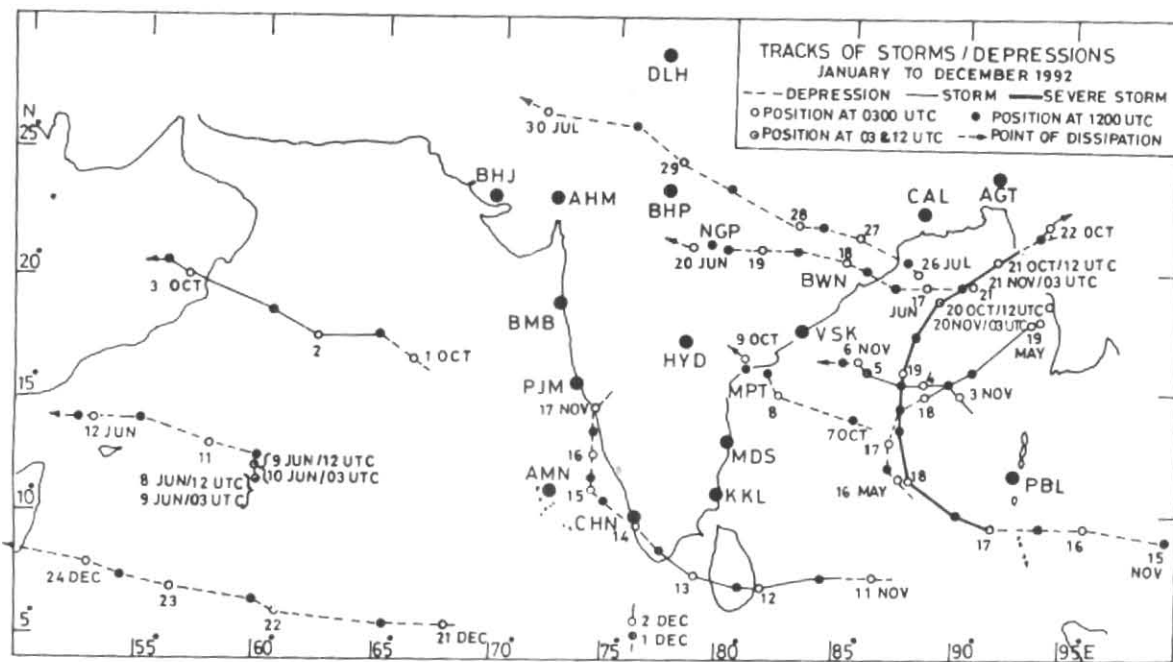 TRACKS OF STORMS/DEPRESSIONS
JANUARY TO DECEMBER 1992
DEPRESSION STORM SEVERE STORM
POSITION AT 0300 UTC POSITION AT 1200 UTC
POSITION AT 03 & 12 UTC POINT OF DISSIPATION
DLH
N
25°
30 JUL
29
BHJ
AHM
BHP
CAL
AGT
28
27
22 OCT
NGP
20°
20 JUN
19
18
26 JUL
21 OCT/12 UTC
21 NOV/03 UTC
3 OCT
BWN
17
JUN
21
20 OCT/12 UTC
20 NOV/03 UTC
BMB
2
1 OCT
HYD
9 OCT
VSK
19
MAY
6 NOV
5
19
4
3 NOV
15°
PJM
MPT
8
18
17 NOV
7 OCT
12 JUN
11
17
16
MDS
9 JUN/12 UTC
10 JUN/03 UTC
8 JUN/12 UTC
9 JUN/03 UTC
AMN
15
KKL
16 MAY
18
PBL
10°
CHN
14
17
16
15
NOV
24 DEC
23
13
12
11 NOV
22
21 DEC
2 DEC
1 DEC
5°
55° 60° 65° 70° 75° 80° 85° 90° 95°E